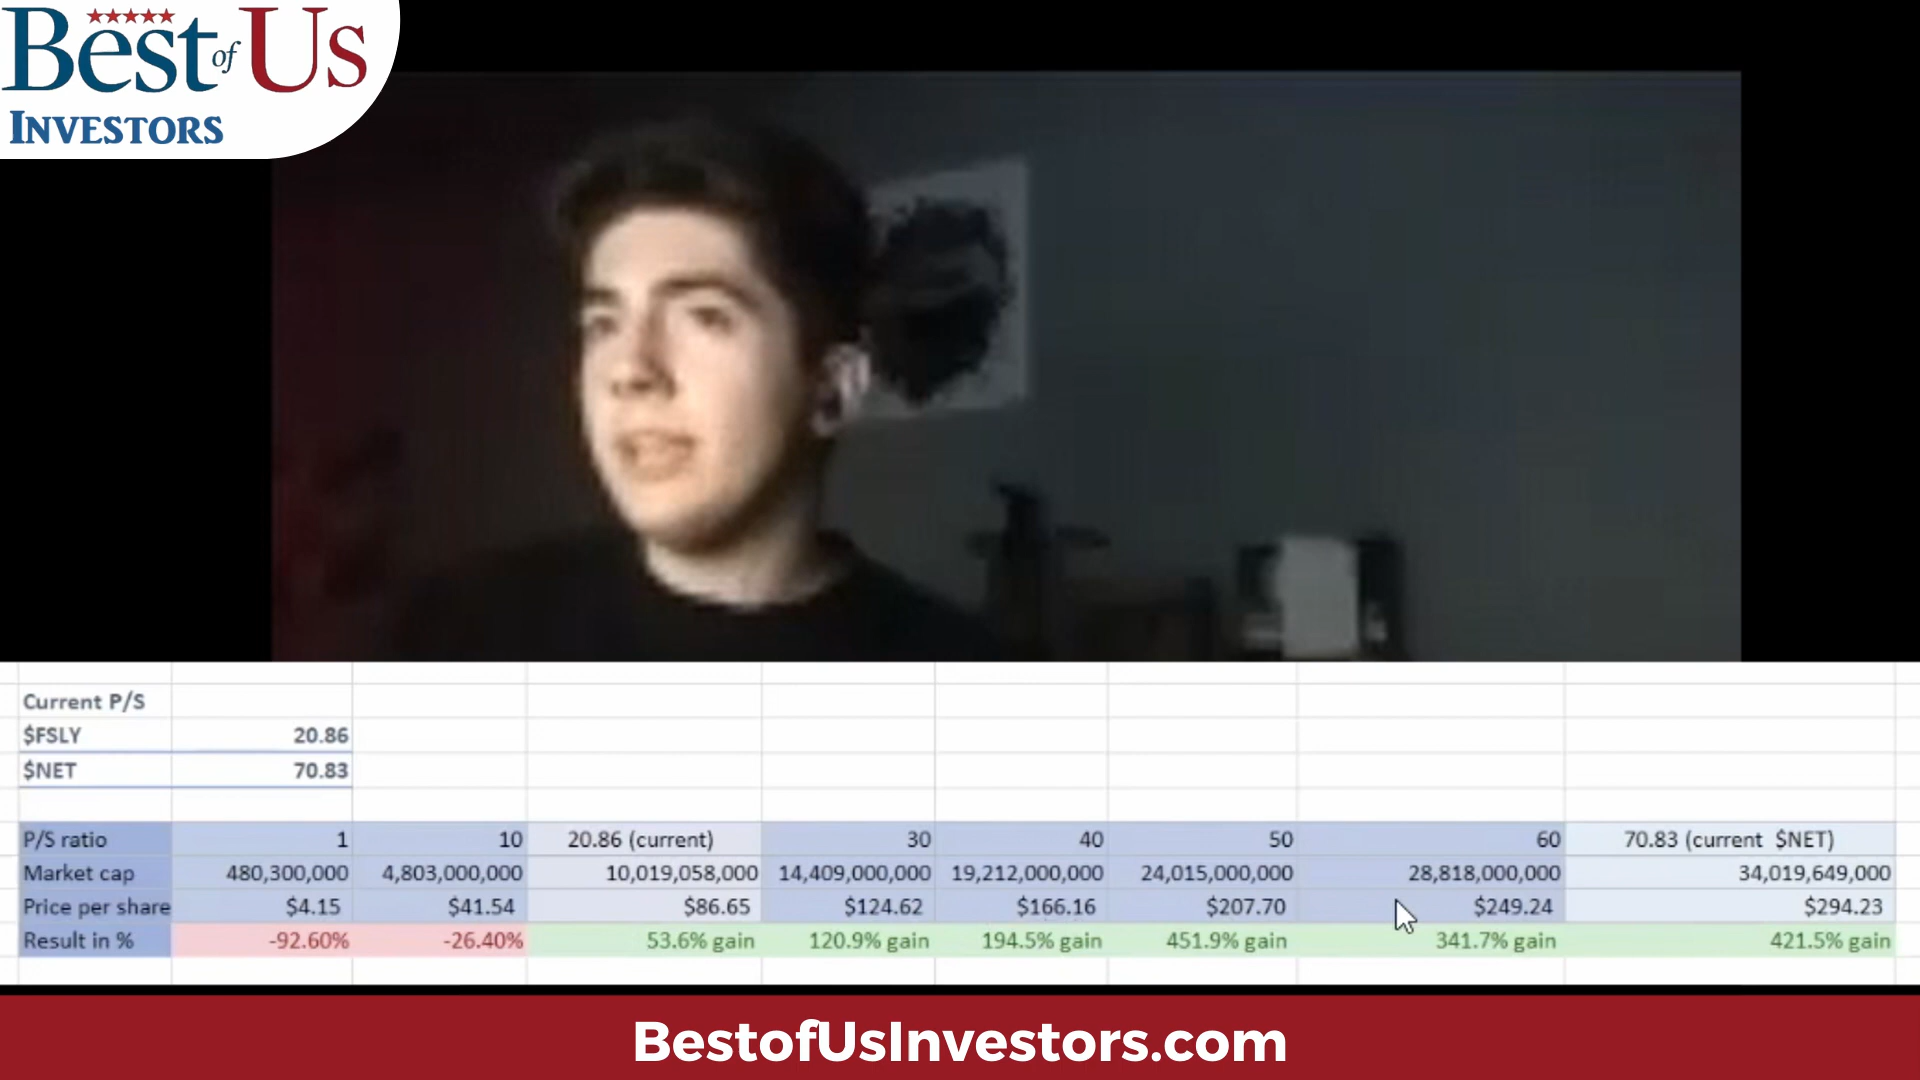 Best of Us
INVESTORS
Current P/S
$FSLY 20.86
$NET 70.83
P/S ratio 1 10 20.86 (current) 30 40 50 60 70.83 (current $NET)
Market cap 480,300,000 4,803,000,000 10,019,058,000 14,409,000,000 19,212,000,000 24,015,000,000 28,818,000,000 34,019,649,000
Price per share $4.15 $41.54 $86.65 $124.62 $166.16 $207.70 $249.24 $294.23
Result in % -92.60% -26.40% 53.6% gain 120.9% gain 194.5% gain 451.9% gain 341.7% gain 421.5% gain
BestofUsInvestors.com